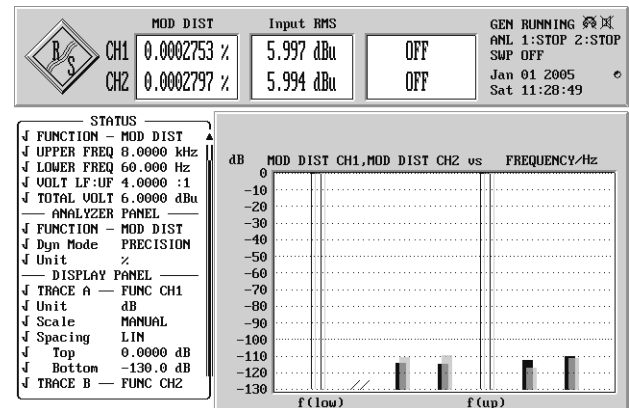 MOD DIST Input RMS
R&S CH1 0.0002753 % 5.997 dBu OFF
CH2 0.0002797 % 5.994 dBu OFF
GEN RUNNING
ANL 1:STOP 2:STOP
SWP OFF
Jan 01 2005
Sat 11:28:49
STATUS
√ FUNCTION – MOD DIST
√ UPPER FREQ 8.0000 kHz
√ LOWER FREQ 60.000 Hz
√ VOLT LF:UF 4.0000 :1
√ TOTAL VOLT 6.0000 dBu
ANALYZER PANEL
√ FUNCTION – MOD DIST
√ Dyn Mode PRECISION
√ Unit %
DISPLAY PANEL
√ TRACE A — FUNC CH1
√ Unit dB
√ Scale MANUAL
√ Spacing LIN
√ Top 0.0000 dB
√ Bottom -130.0 dB
√ TRACE B — FUNC CH2
dB MOD DIST CH1,MOD DIST CH2 vs FREQUENCY/Hz
0
-10
-20
-30
-40
-50
-60
-70
-80
-90
-100
-110
-120
-130
f(low) f(up)